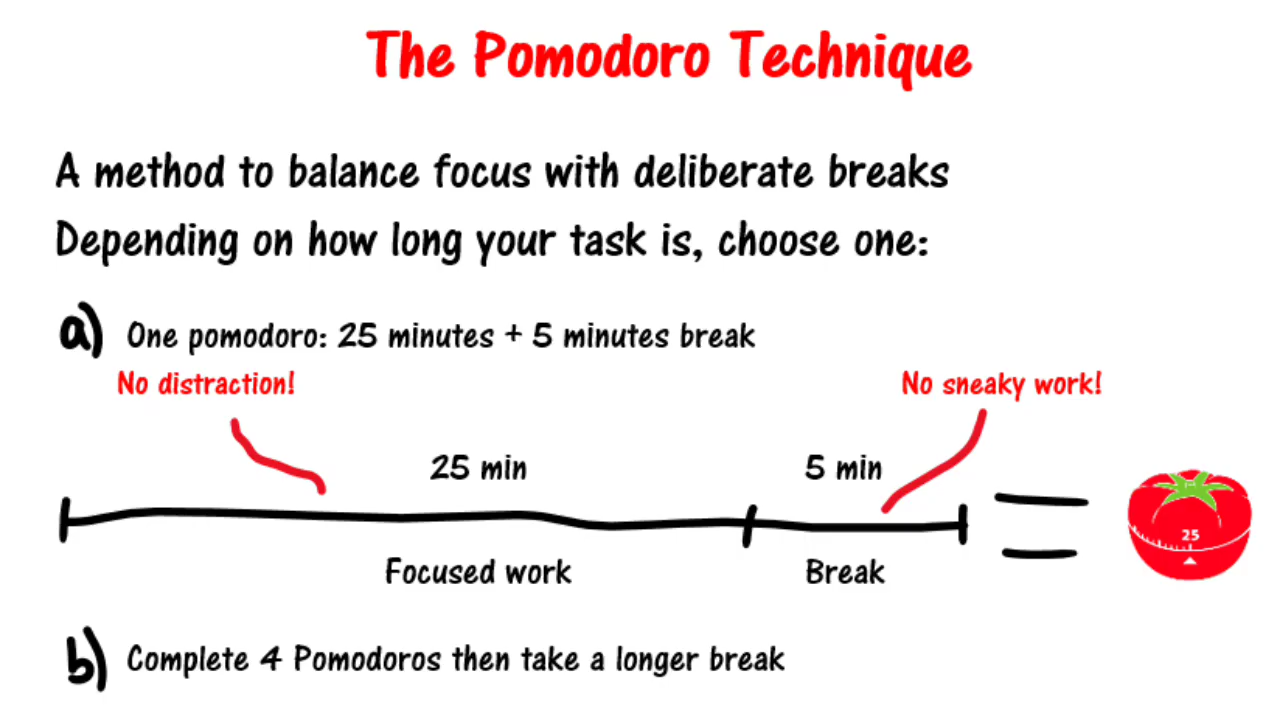 The Pomodoro Technique
A method to balance focus with deliberate breaks
Depending on how long your task is, choose one:
a) One pomodoro: 25 minutes + 5 minutes break
No distraction!
No sneaky work!
25 min
5 min
25
Focused work
Break
b) Complete 4 Pomodoros then take a longer break